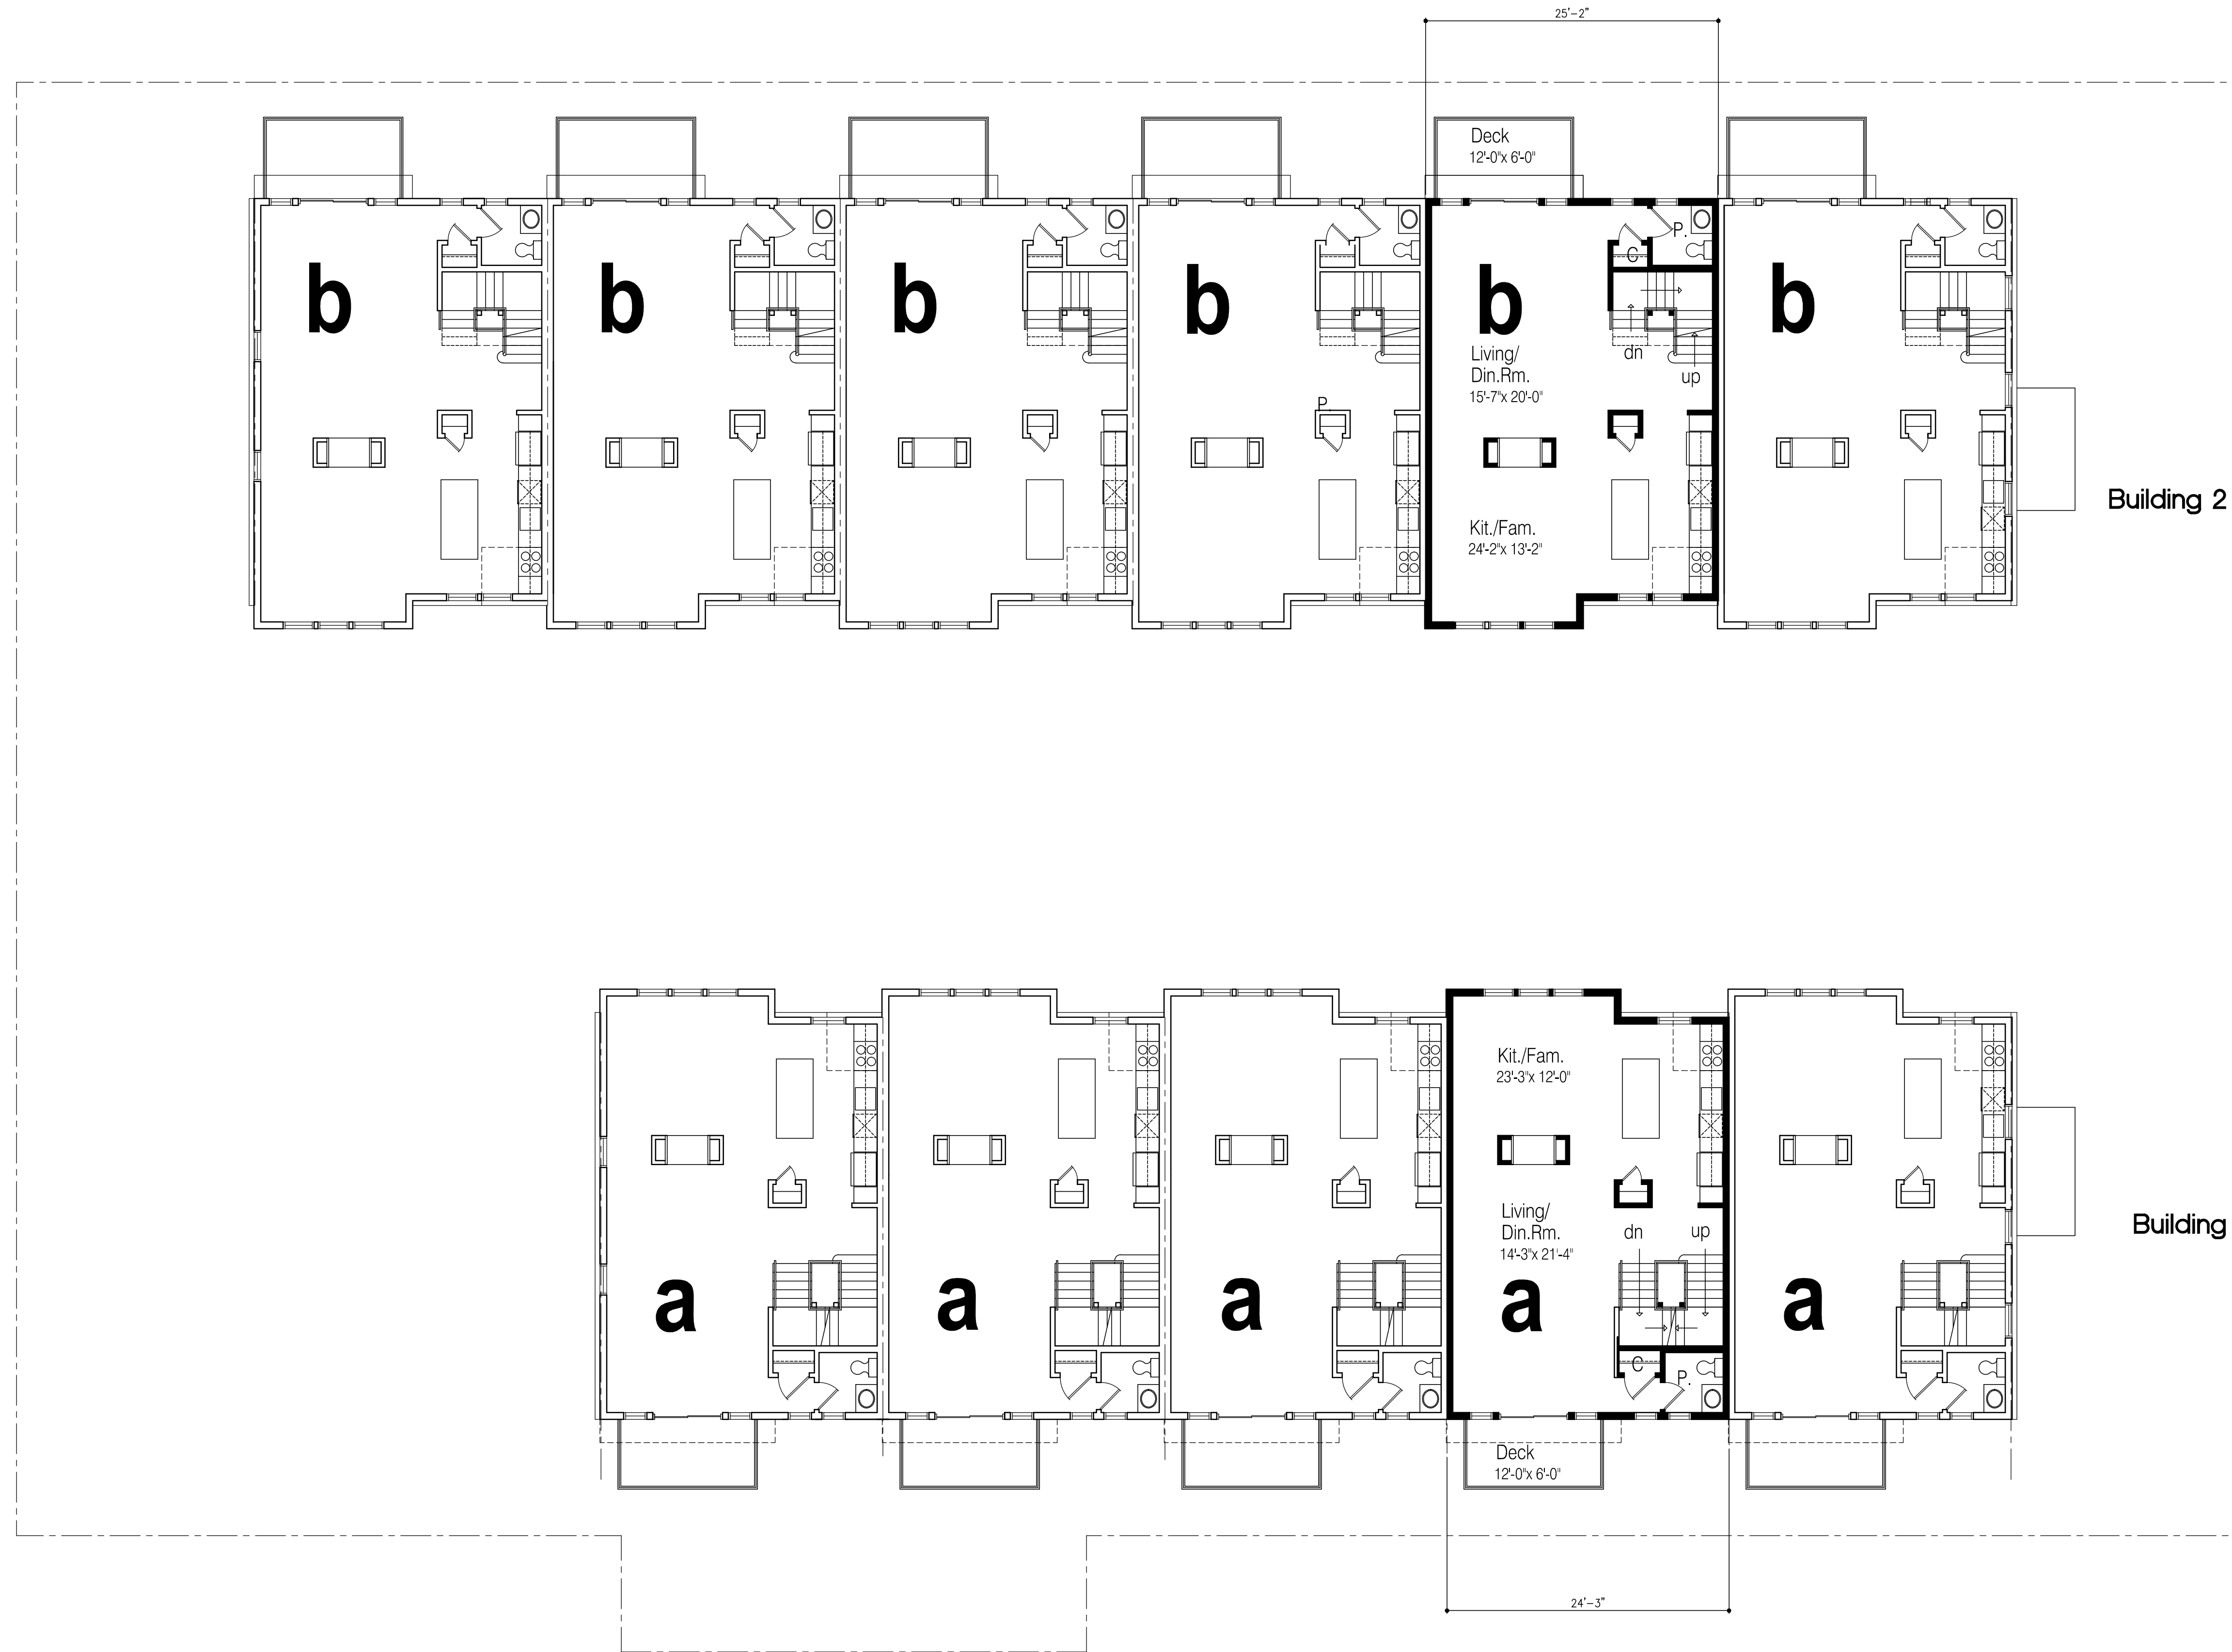 25'-2"
Deck
12'-0"x 6'-0"
P.
C
b
b
b
b
b
b
Living/
Din.Rm.
15'-7"x 20'-0"
dn
up
P.
Kit./Fam.
24'-2"x 13'-2"
Building 2
Kit./Fam.
23'-3"x 12'-0"
Living/
Din.Rm.
14'-3"x 21'-4"
dn
up
Building
a
a
a
a
a
C
P.
Deck
12'-0"x 6'-0"
24'-3"